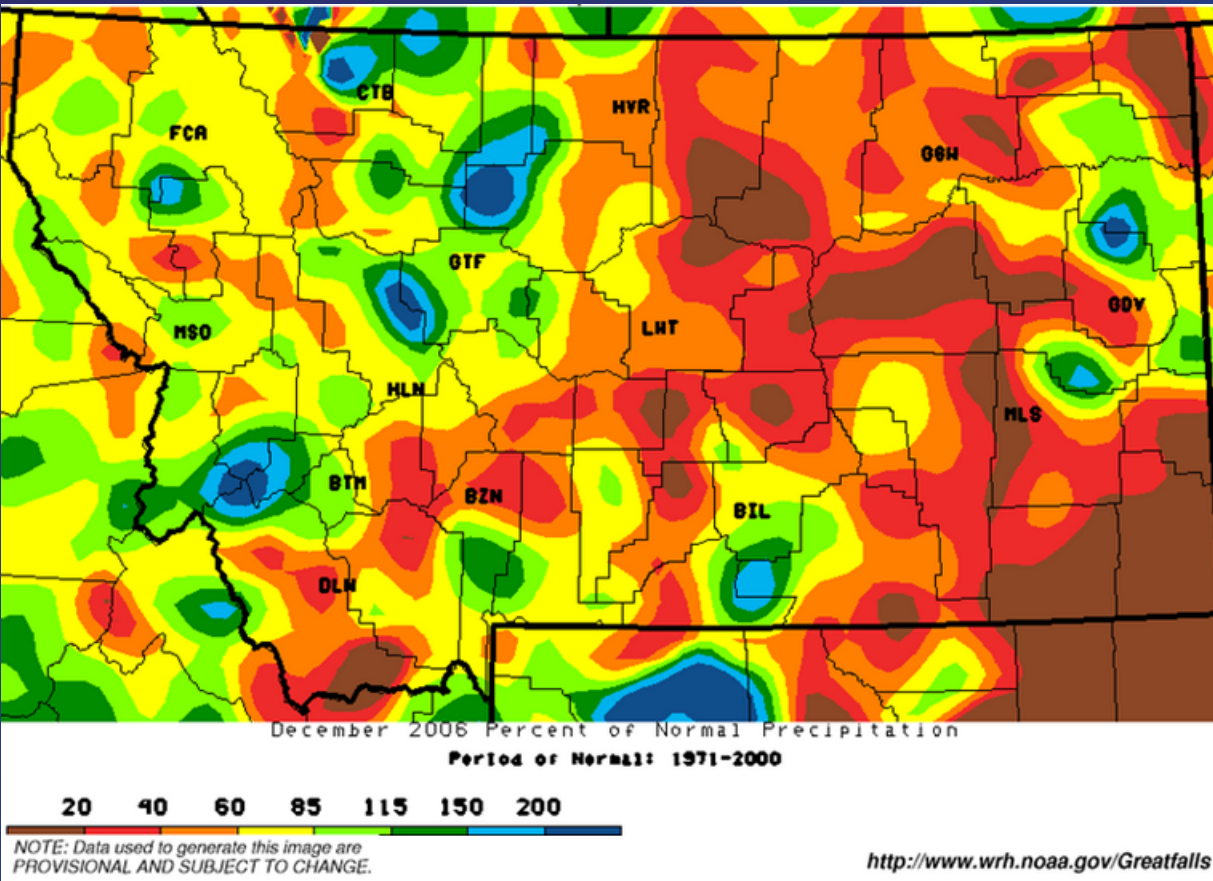 CTB
HVR
FCA
GGW
GTF
GDV
MSO
LWT
HLN
MLS
BTM
BZN
BIL
DLN
December 2006 Percent of Normal Precipitation
Period of Normal: 1971-2000
20 40 60 85 115 150 200
NOTE: Data used to generate this image are
PROVISIONAL AND SUBJECT TO CHANGE.
http://www.wrh.noaa.gov/Greatfalls